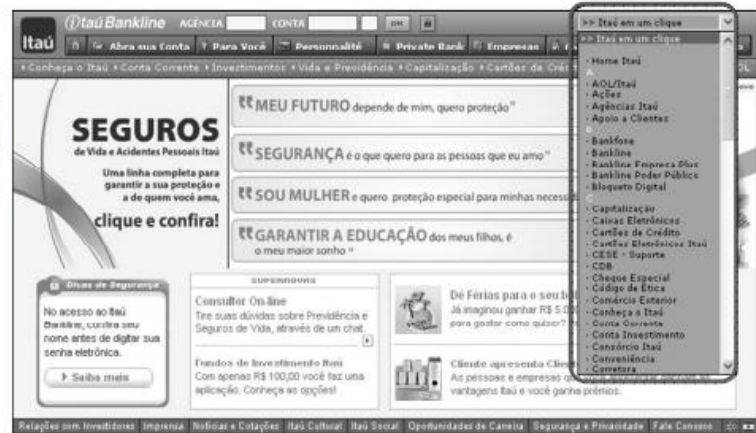 Itaú
Itaú Bankline AGÊNCIA CONTA OK
Abra sua Conta Para Você Personnalité Private Bank Empresas
Conheça o Itaú Conta Corrente Investimentos Vida e Previdência Capitalização Cartões de
>> Itaú em um clique
>> Itaú em um clique
· Home Itaú
A
· AOL/Itaú
· Ações
· Agências Itaú
· Apoio a Clientes
B
· Bankfone
· Bankline
· Bankline Empresa Plus
· Bankline Poder Público
· Bloqueto Digital
C
· Capitalização
· Caixas Eletrônicos
· Cartões de Crédito
· Cartões Eletrônicos Itaú
· CESE - Suporte
· CDB
· Cheque Especial
· Código de Ética
· Comércio Exterior
· Conheça o Itaú
· Conta Corrente
· Conta Investimento
· Consórcio Itaú
· Conveniência
· Corretora
SEGUROS
de Vida e Acidentes Pessoais Itaú
Uma linha completa para
garantir a sua proteção e
a de quem você ama,
clique e confira!
“MEU FUTURO depende de mim, quero proteção”
“SEGURANÇA é o que quero para as pessoas que eu amo”
“SOU MULHER e quero proteção especial para minhas
“GARANTIR A EDUCAÇÃO dos meus filhos, é
o meu maior sonho”
Dicas de Segurança
No acesso ao Itaú
Bankline, confira seu
nome antes de digitar sua
senha eletrônica.
Saiba mais
Consultor On-line
Tire suas dúvidas sobre Previdência e
Seguros de Vida, através de um chat.
Fundos de Investimento Itaú
Com apenas R$ 100,00 você faz uma
aplicação. Conheça as opções!
Dê Férias para o seu
Já imaginou ganhar R$
para gastar como quiser?
Cliente apresenta
As pessoas e empresas
vantagens Itaú e você ganha prêmios.
Relações com Investidores Imprensa Notícias e Cotações Itaú Cultural Itaú Social Oportunidades de Carreira Segurança e Privacidade Fale Conosco